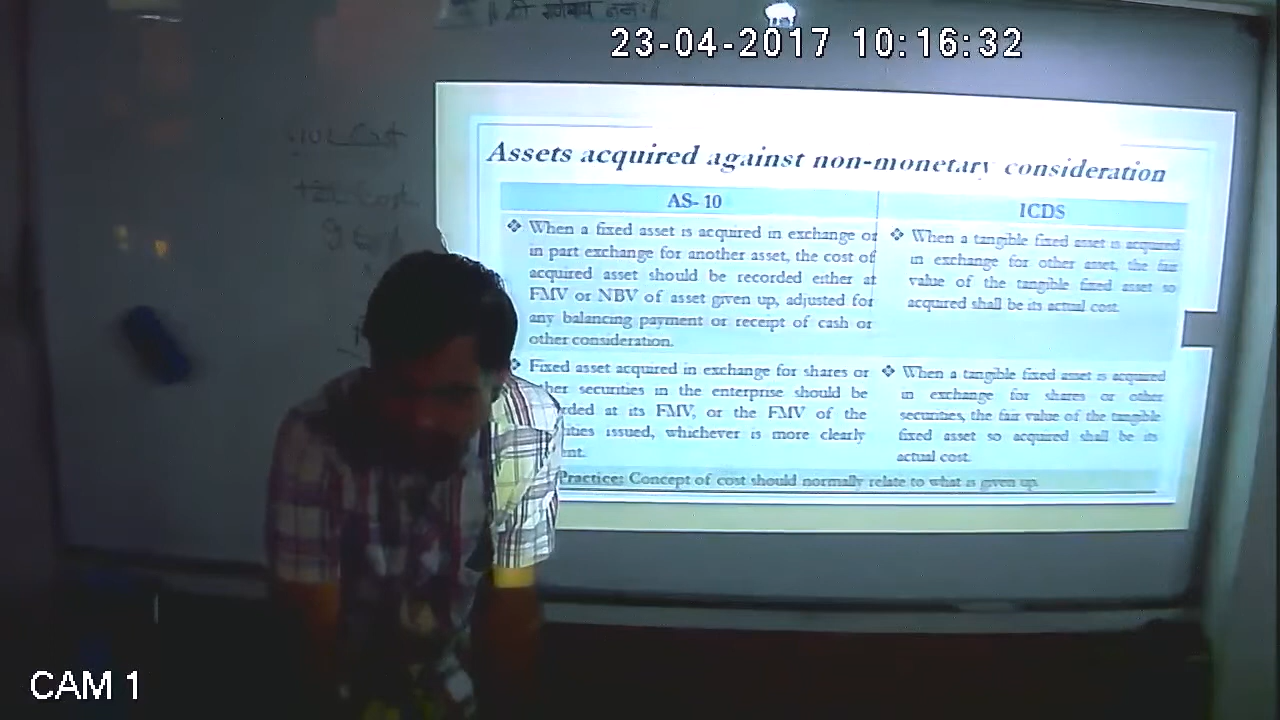 || श्री गणेशाय नमः ||
23-04-2017 10:16:32
Cost
Cost
Assets acquired against non-monetary consideration
AS- 10
ICDS
❖ When a fixed asset is acquired in exchange or
in part exchange for another asset, the cost of
acquired asset should be recorded either at
FMV or NBV of asset given up, adjusted for
any balancing payment or receipt of cash or
other consideration.
❖ When a tangible fixed asset is acquired
in exchange for other asset, the fair
value of the tangible fixed asset so
acquired shall be its actual cost.
Fixed asset acquired in exchange for shares or
her securities in the enterprise should be
rded at its FMV, or the FMV of the
ities issued, whichever is more clearly
nt.
❖ When a tangible fixed asset is acquired
in exchange for shares or other
securities, the fair value of the tangible
fixed asset so acquired shall be its
actual cost.
Practice: Concept of cost should normally relate to what is given up.
CAM 1